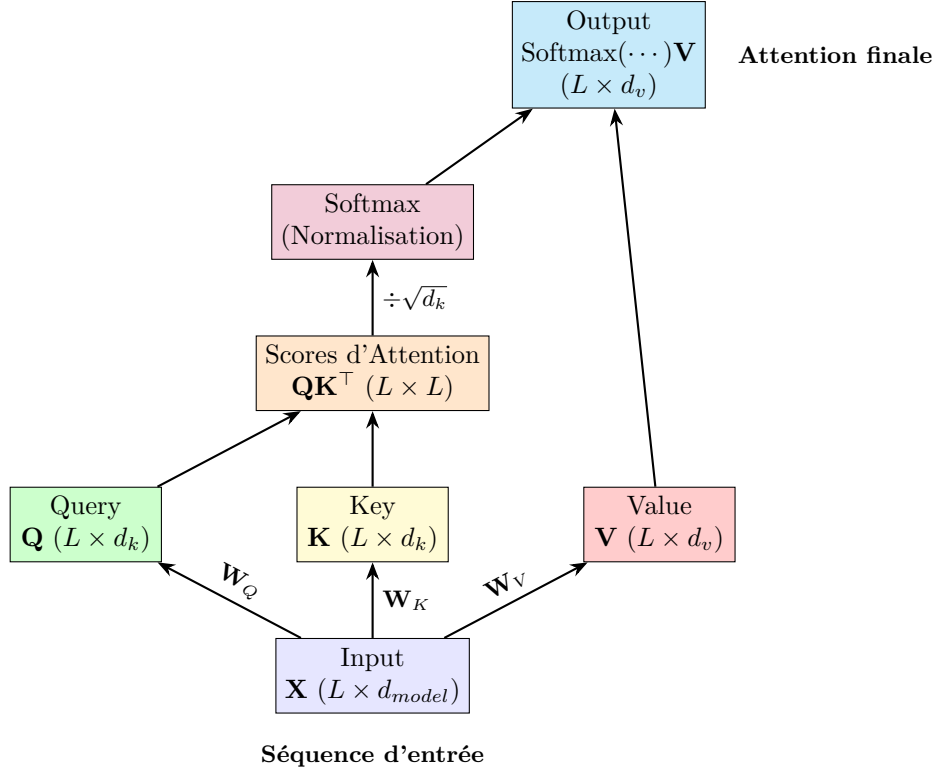 Output
Softmax(⋯)V
(L × d_v)
Attention finale
Softmax
(Normalisation)
÷√d_k
Scores d'Attention
QK^⊤ (L × L)
Query
Q (L × d_k)
Key
K (L × d_k)
Value
V (L × d_v)
W_Q
W_K
W_V
Input
X (L × d_model)
Séquence d'entrée